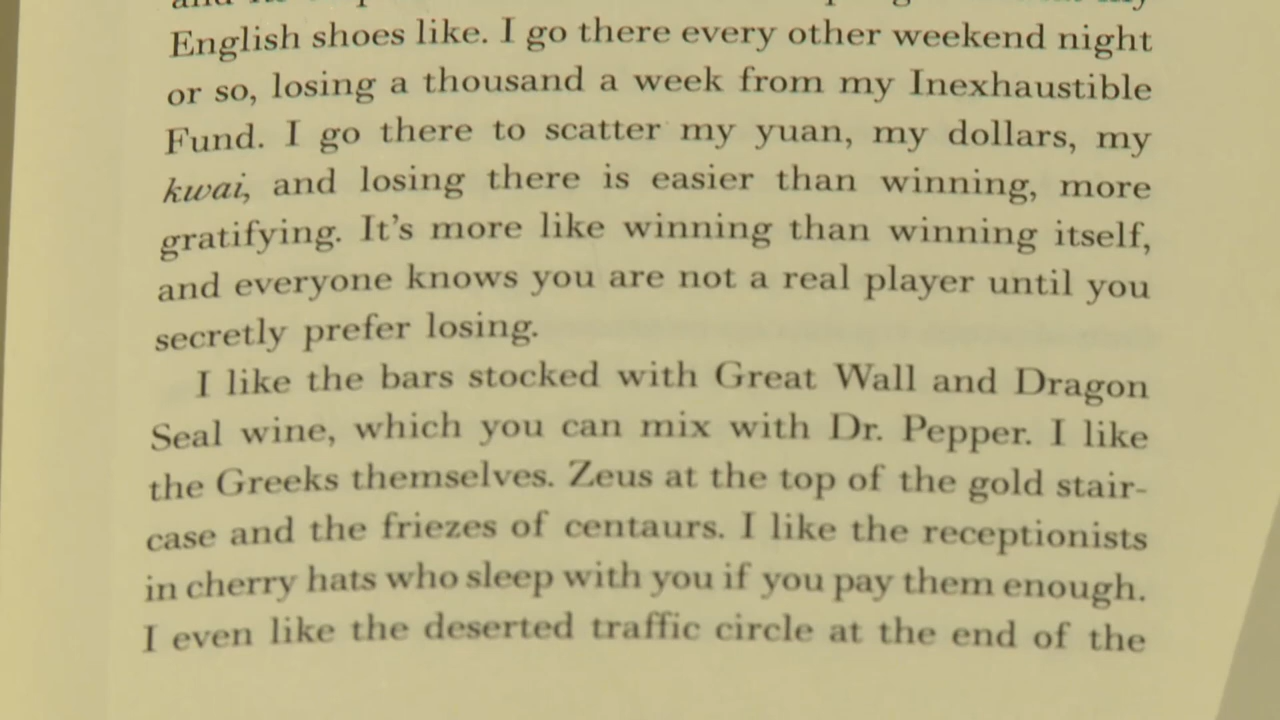 English shoes like. I go there every other weekend night
or so, losing a thousand a week from my Inexhaustible
Fund. I go there to scatter my yuan, my dollars, my
kwai, and losing there is easier than winning, more
gratifying. It's more like winning than winning itself,
and everyone knows you are not a real player until you
secretly prefer losing.
I like the bars stocked with Great Wall and Dragon
Seal wine, which you can mix with Dr. Pepper. I like
the Greeks themselves. Zeus at the top of the gold stair-
case and the friezes of centaurs. I like the receptionists
in cherry hats who sleep with you if you pay them enough.
I even like the deserted traffic circle at the end of the